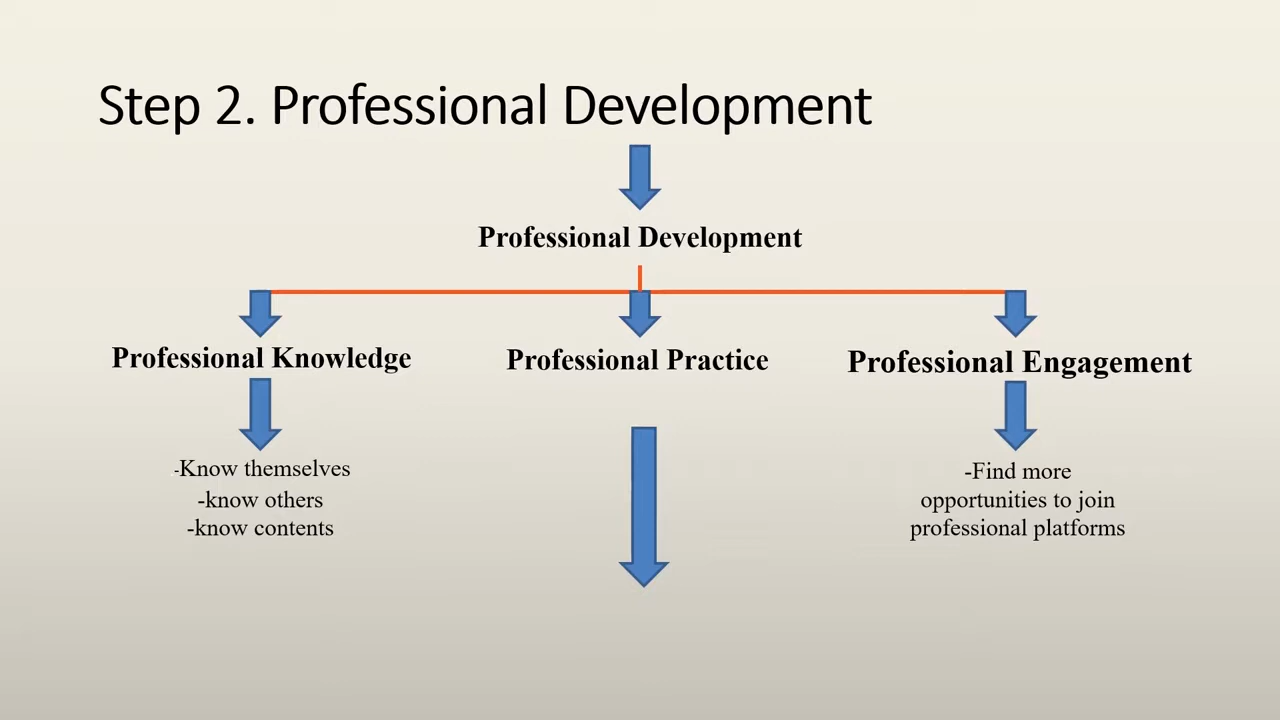 Step 2. Professional Development
Professional Development
Professional Knowledge
Professional Practice
Professional Engagement
-Know themselves
-know others
-know contents
-Find more
opportunities to join
professional platforms